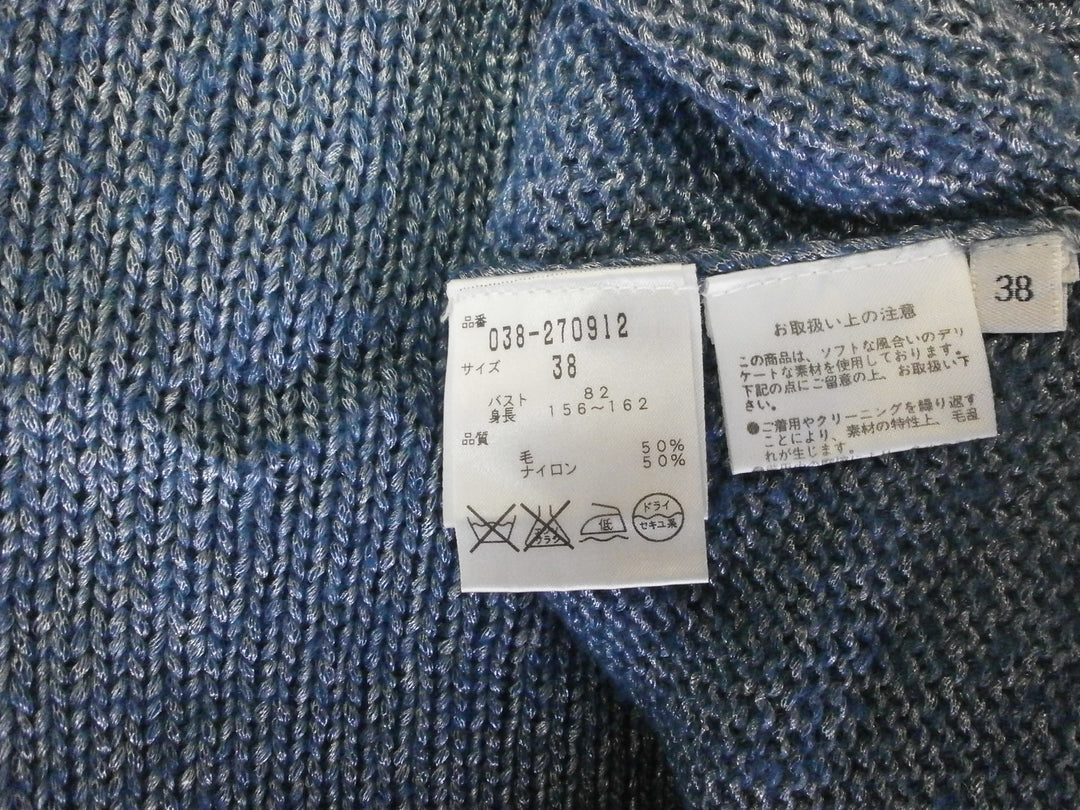 品番 038-270912
サイズ 38
バスト 82
身長 156～162
品質
毛 50%
ナイロン 50%
低
ドライ
セキユ系
お取扱い上の注意
この商品は、ソフトな風合いのデリ
ケートな素材を使用しております。
下記の点にご留意の上、お取扱い下
さい。
●ご着用やクリーニングを繰り返す
ことにより、素材の特性上、毛乱
れが生じます。
38